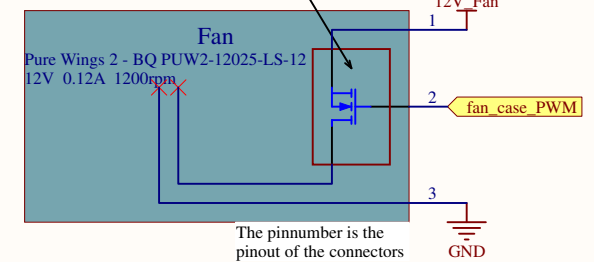 12V_Fan
1
Fan
Pure Wings 2 - BQ PUW2-12025-LS-12
12V 0.12A 1200rpm
2
fan_case_PWM
3
The pinnumber is the
pinout of the connectors
GND